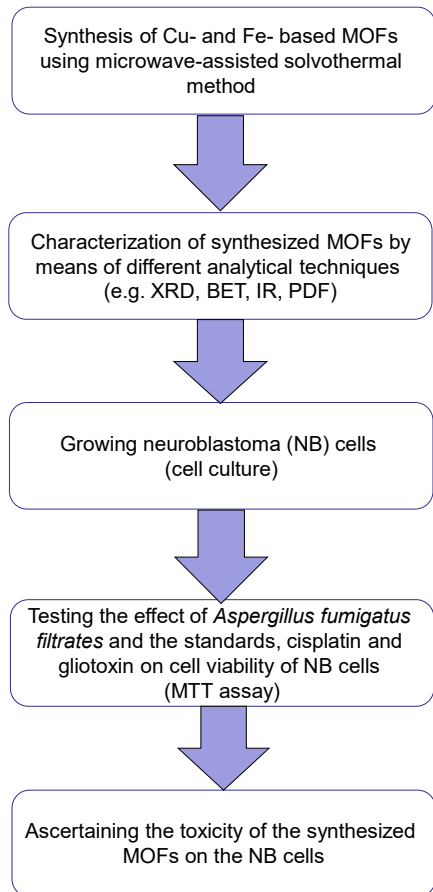 Synthesis of Cu- and Fe- based MOFs
using microwave-assisted solvothermal
method
Characterization of synthesized MOFs by
means of different analytical techniques
(e.g. XRD, BET, IR, PDF)
Growing neuroblastoma (NB) cells
(cell culture)
Testing the effect of Aspergillus fumigatus
filtrates and the standards, cisplatin and
gliotoxin on cell viability of NB cells
(MTT assay)
Ascertaining the toxicity of the synthesized
MOFs on the NB cells